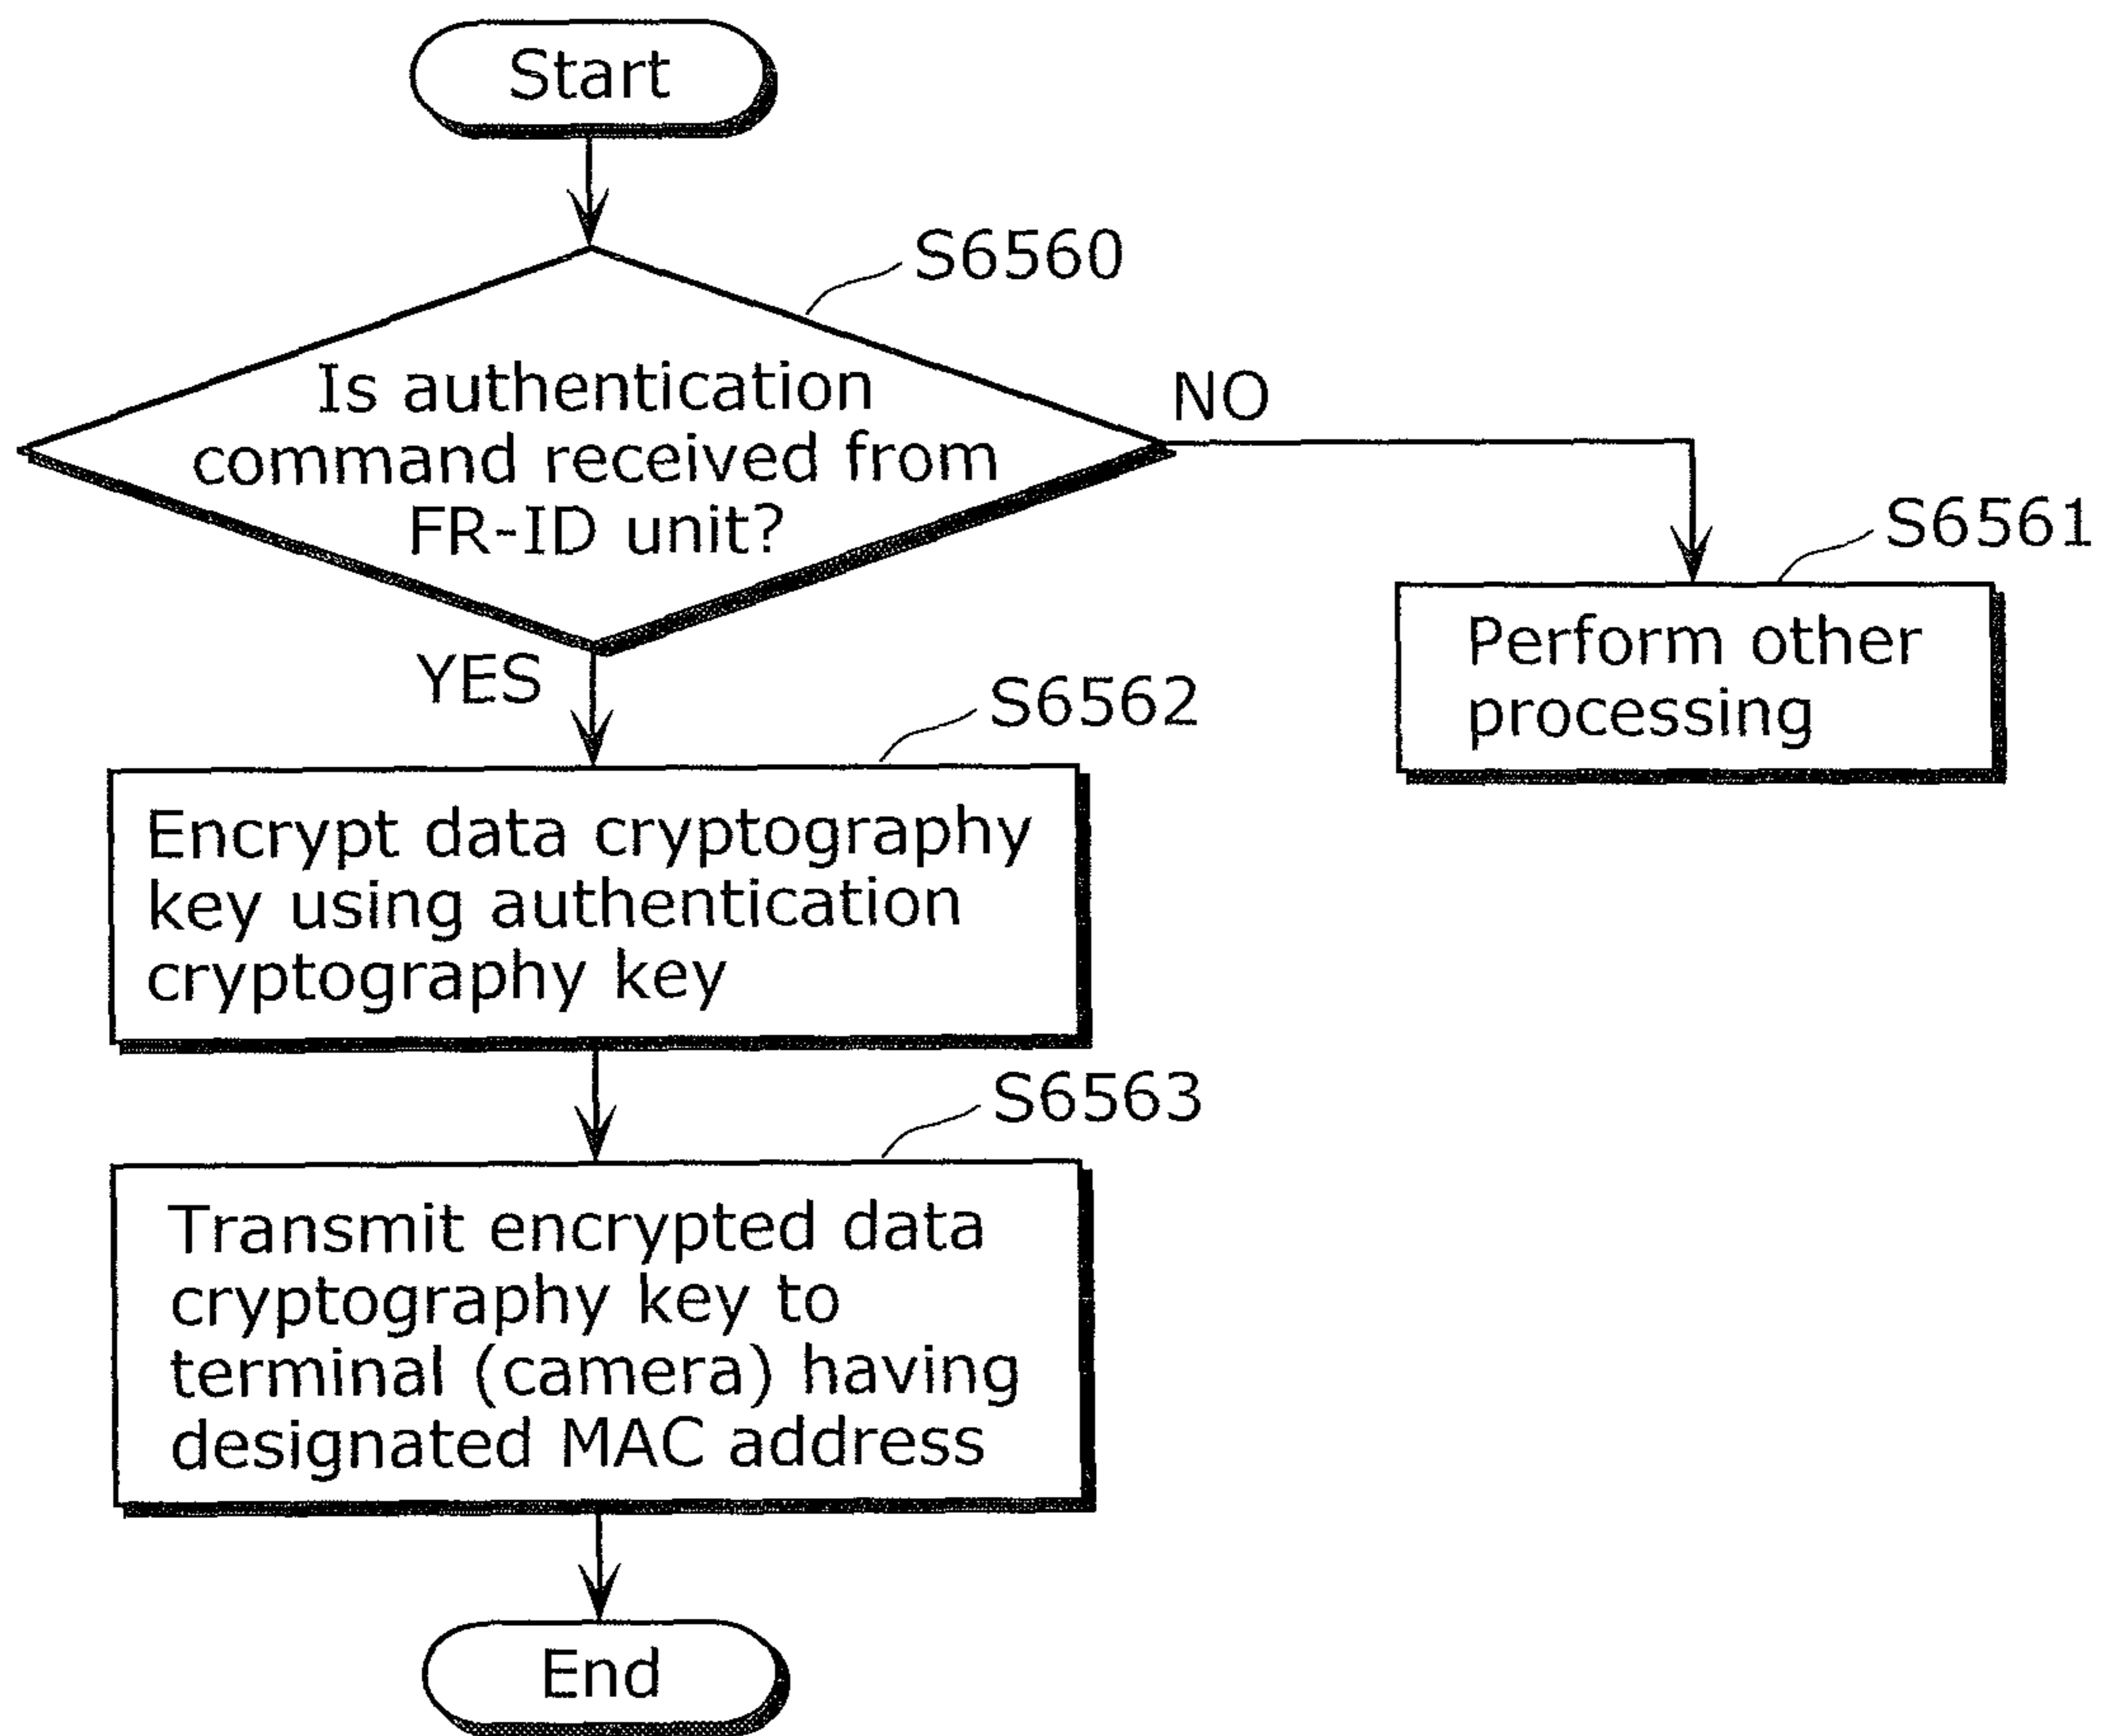 Start
S6560
Is authentication
command received from
FR-ID unit?
NO
YES
S6561
Perform other
processing
S6562
Encrypt data cryptography
key using authentication
cryptography key
S6563
Transmit encrypted data
cryptography key to
terminal (camera) having
designated MAC address
End